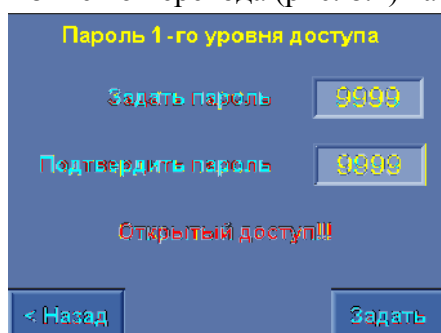 Пароль 1-го уровня доступа
Задать пароль 9999
Подтвердить пароль 9999
Открытый доступ!!!
< Назад Задать